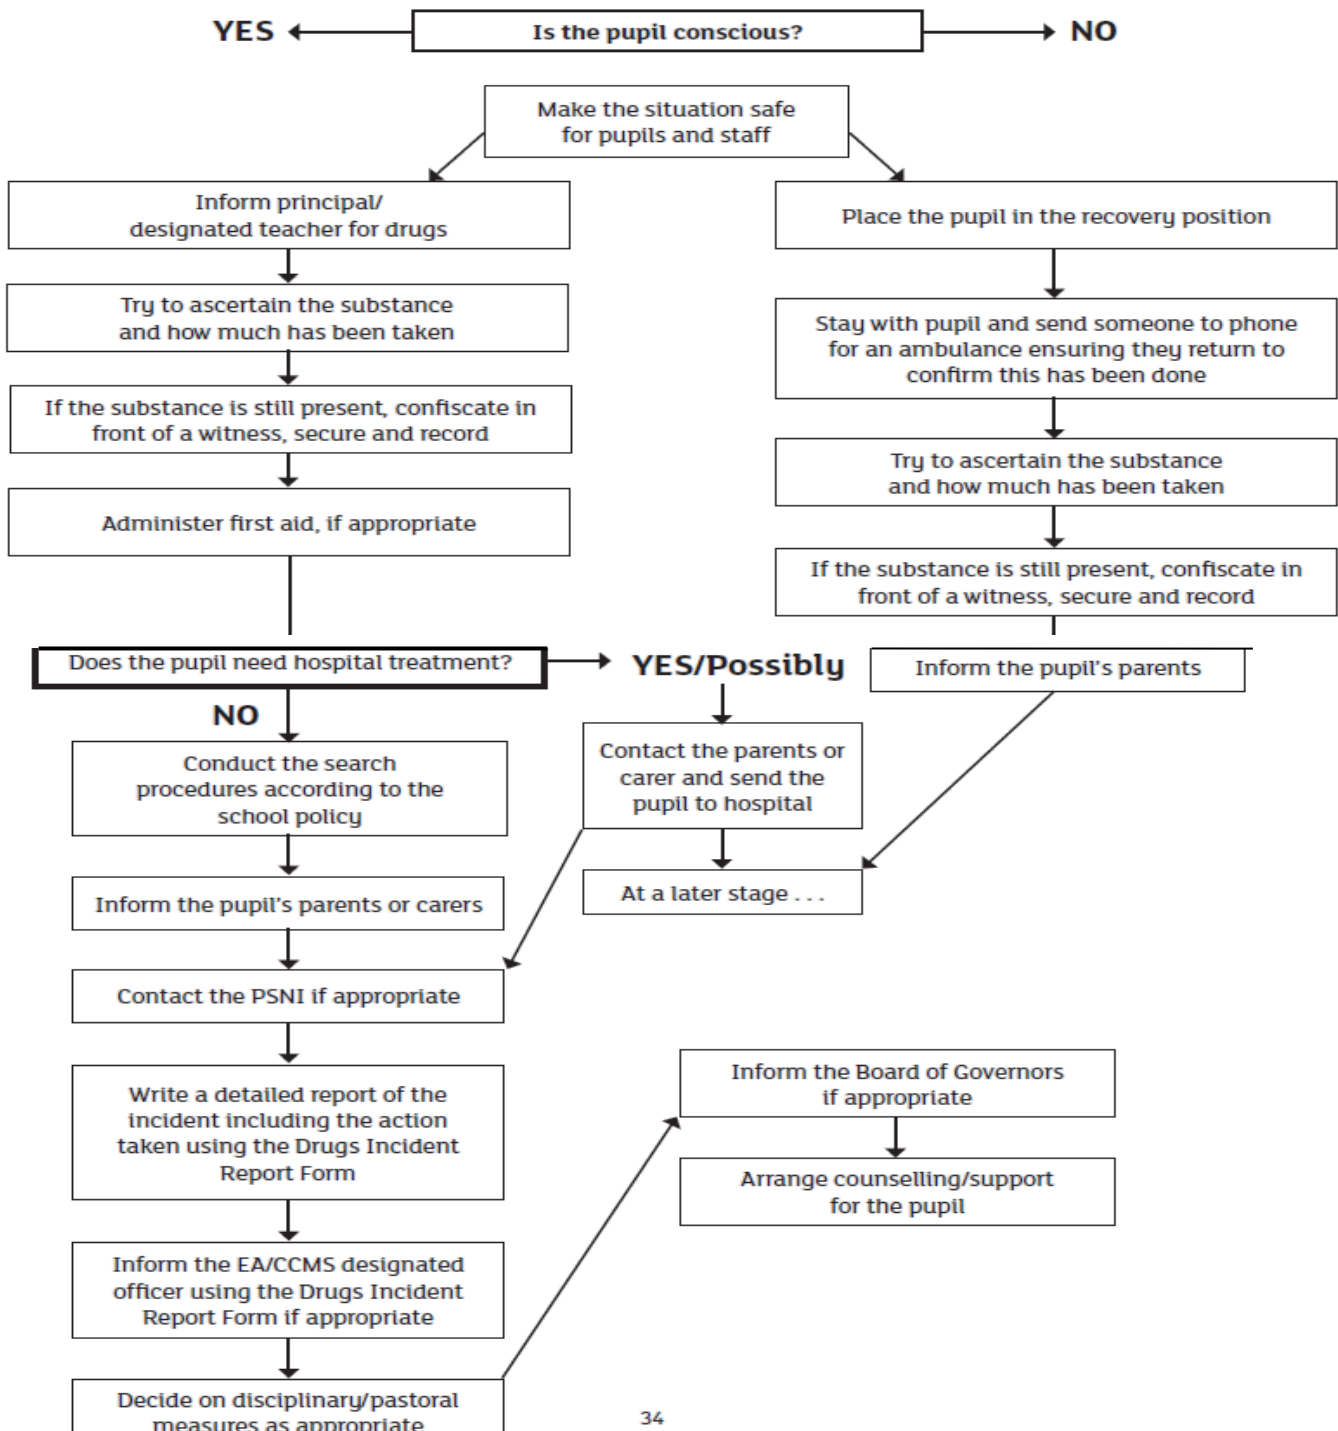 YES
Is the pupil conscious?
NO
Make the situation safe
for pupils and staff
Inform principal/
designated teacher for drugs
Try to ascertain the substance
and how much has been taken
If the substance is still present, confiscate in
front of a witness, secure and record
Administer first aid, if appropriate
Place the pupil in the recovery position
Stay with pupil and send someone to phone
for an ambulance ensuring they return to
confirm this has been done
Try to ascertain the substance
and how much has been taken
If the substance is still present, confiscate in
front of a witness, secure and record
Does the pupil need hospital treatment?
YES/Possibly
Inform the pupil's parents
NO
Conduct the search
procedures according to the
school policy
Contact the parents or
carer and send the
pupil to hospital
Inform the pupil's parents or carers
At a later stage . . .
Contact the PSNI if appropriate
Write a detailed report of the
incident including the action
taken using the Drugs Incident
Report Form
Inform the EA/CCMS designated
officer using the Drugs Incident
Report Form if appropriate
Decide on disciplinary/pastoral
measures as appropriate
Inform the Board of Governors
if appropriate
Arrange counselling/support
for the pupil
34